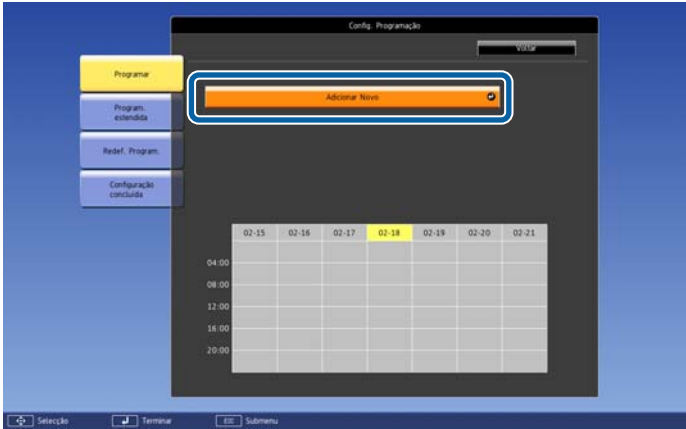 Config. Programação
Voltar
Programar
Program.
estendida
Redef. Program.
Configuração
concluída
Adicionar Novo
02-15 02-16 02-17 02-18 02-19 02-20 02-21
04:00
08:00
12:00
16:00
20:00
Selecção Terminar Esc Submenu